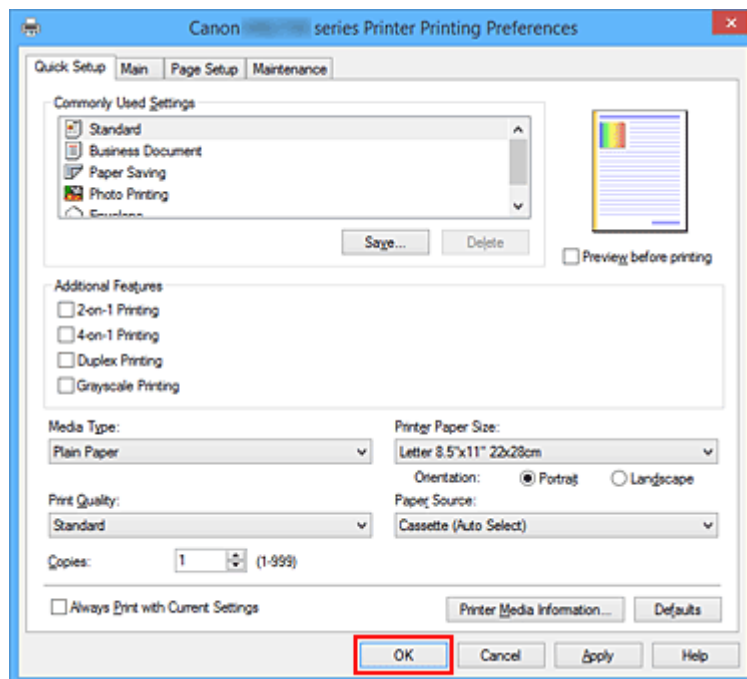 Canon series Printer Printing Preferences
Quick Setup Main Page Setup Maintenance
Commonly Used Settings
Standard
Business Document
Paper Saving
Photo Printing
Envelope
Save... Delete
Preview before printing
Additional Features
2-on-1 Printing
4-on-1 Printing
Duplex Printing
Grayscale Printing
Media Type:
Plain Paper
Printer Paper Size:
Letter 8.5"x11" 22x28cm
Orientation: Portrait Landscape
Print Quality:
Standard
Paper Source:
Cassette (Auto Select)
Copies: 1 (1-999)
Always Print with Current Settings
Printer Media Information... Defaults
OK Cancel Apply Help